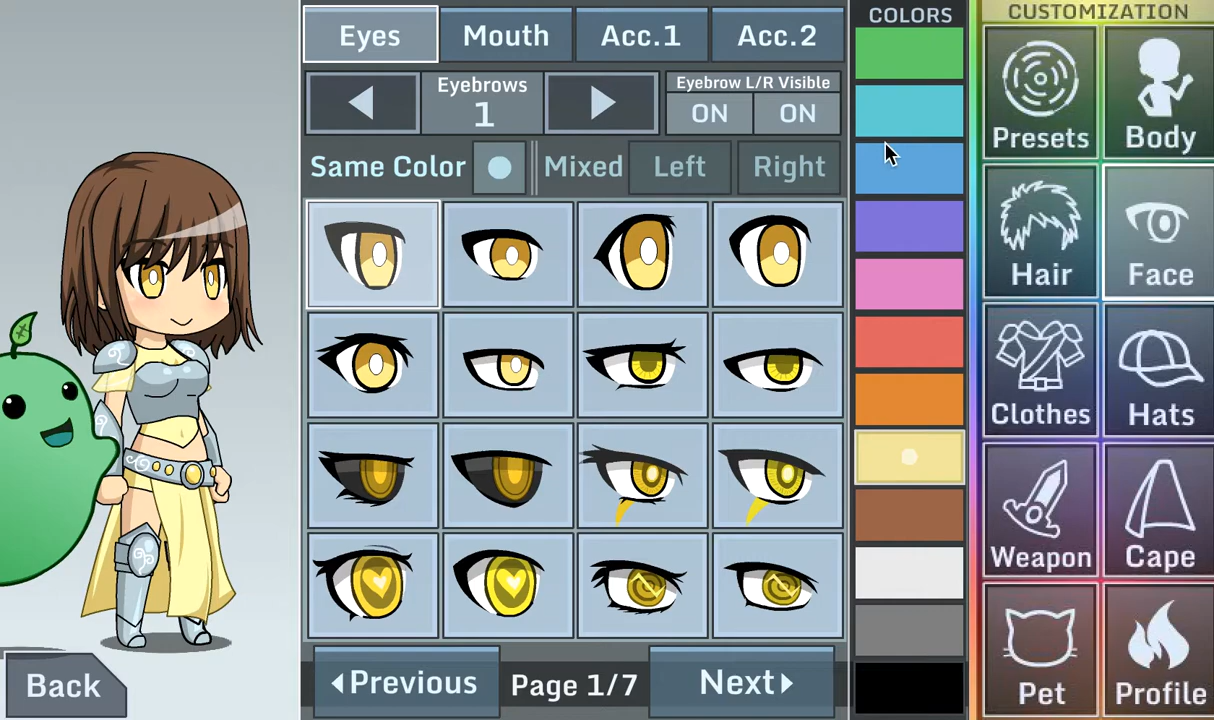 Eyes
Mouth
Acc.1
Acc.2
COLORS
CUSTOMIZATION
Eyebrows
1
Eyebrow L/R Visible
ON
ON
Same Color
Mixed
Left
Right
Presets
Body
Hair
Face
Clothes
Hats
Weapon
Cape
Pet
Profile
Back
Previous
Page 1/7
Next